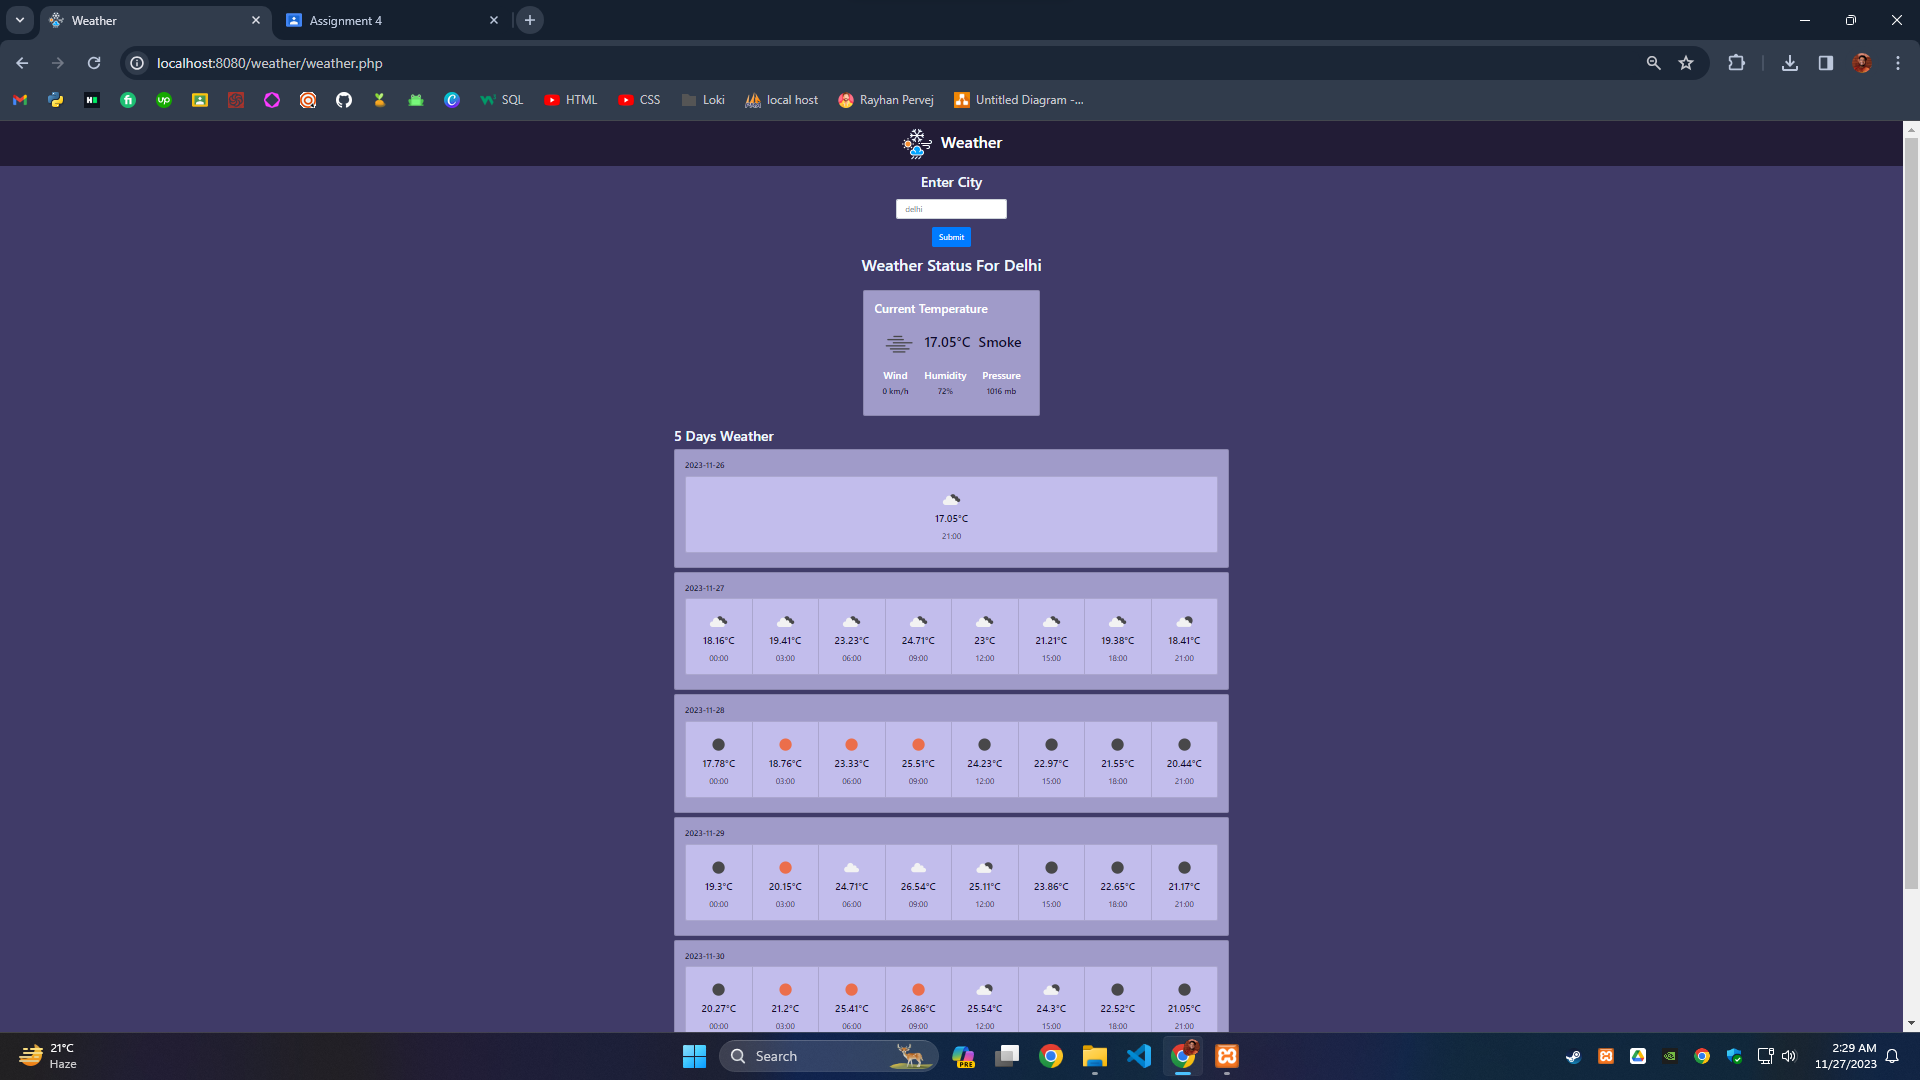 Weather
Assignment 4
localhost:8080/weather/weather.php
SQL
HTML
CSS
Loki
local host
Rayhan Pervej
Untitled Diagram -...
Weather
Enter City
delhi
Submit
Weather Status For Delhi
Current Temperature
17.05°C Smoke
Wind Humidity Pressure
0 km/h 72% 1016 mb
5 Days Weather
2023-11-26
17.05°C
21:00
2023-11-27
18.16°C 19.41°C 23.23°C 24.71°C 23°C 21.21°C 19.38°C 18.41°C
00:00 03:00 06:00 09:00 12:00 15:00 18:00 21:00
2023-11-28
17.78°C 18.76°C 23.33°C 25.51°C 24.23°C 22.97°C 21.55°C 20.44°C
00:00 03:00 06:00 09:00 12:00 15:00 18:00 21:00
2023-11-29
19.3°C 20.15°C 24.71°C 26.54°C 25.11°C 23.86°C 22.65°C 21.17°C
00:00 03:00 06:00 09:00 12:00 15:00 18:00 21:00
2023-11-30
20.27°C 21.2°C 25.41°C 26.86°C 25.54°C 24.3°C 22.52°C 21.05°C
00:00 03:00 06:00 09:00 12:00 15:00 18:00 21:00
21°C
Haze
Search
PRE
2:29 AM
11/27/2023